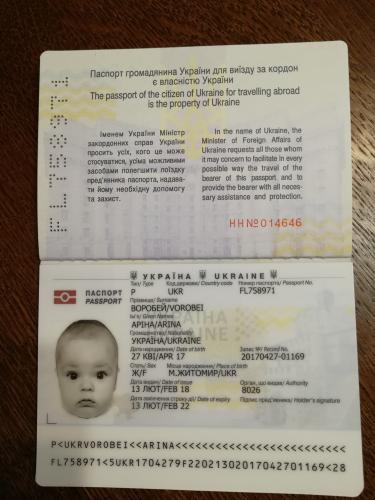 Паспорт громадянина України для виїзду за кордон
є власністю України
The passport of the citizen of Ukraine for travelling abroad
is the property of Ukraine
Іменем України Міністр
закордонних справ України
просить усіх, кого це може
стосуватися, усіма можливими
засобами полегшити поїздку
пред'явника паспорта, надава-
ти йому необхідну допомогу
та захист.
In the name of Ukraine, the
Minister of Foreign Affairs of
Ukraine requests all those whom
it may concern to facilitate in every
possible way the travel of the
bearer of this passport and to
provide the bearer with all neces-
sary assistance and protection.
FL758971
HH№014646
УКРАЇНА UKRAINE
ПАСПОРТ
PASSPORT
Тип/ Type
Код держави/ Country code
Номер паспорта/ Passport No.
P
UKR
FL758971
Прізвище/ Surname
ВОРОБЕЙ/VOROBEI
Ім'я/ Given Names
АРІНА/ARINA
Громадянство/ Nationality
УКРАЇНА/UKRAINE
Дата народження/ Date of birth
Запис №/ Record No.
27 КВІ/APR 17
20170427-01169
Стать/ Sex
Місце народження/ Place of birth
Ж/F
М.ЖИТОМИР/UKR
Дата видачі/ Date of issue
Орган, що видав/ Authority
13 ЛЮТ/FEB 18
8026
Дата закінчення строку дії/ Date of expiry
Підпис пред'явника/ Holder's signature
13 ЛЮТ/FEB 22
P<UKRVOROBEI<<ARINA<<<<<<<<<<<<<<<<<<<<<<<<<
FL758971<5UKR1704279F2202130201704270 1169<28